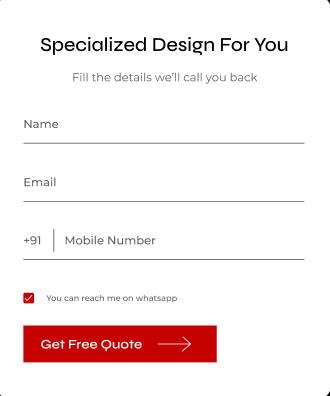 Specialized Design For You
Fill the details we'll call you back
Name
Email
+91 Mobile Number
You can reach me on whatsapp
Get Free Quote